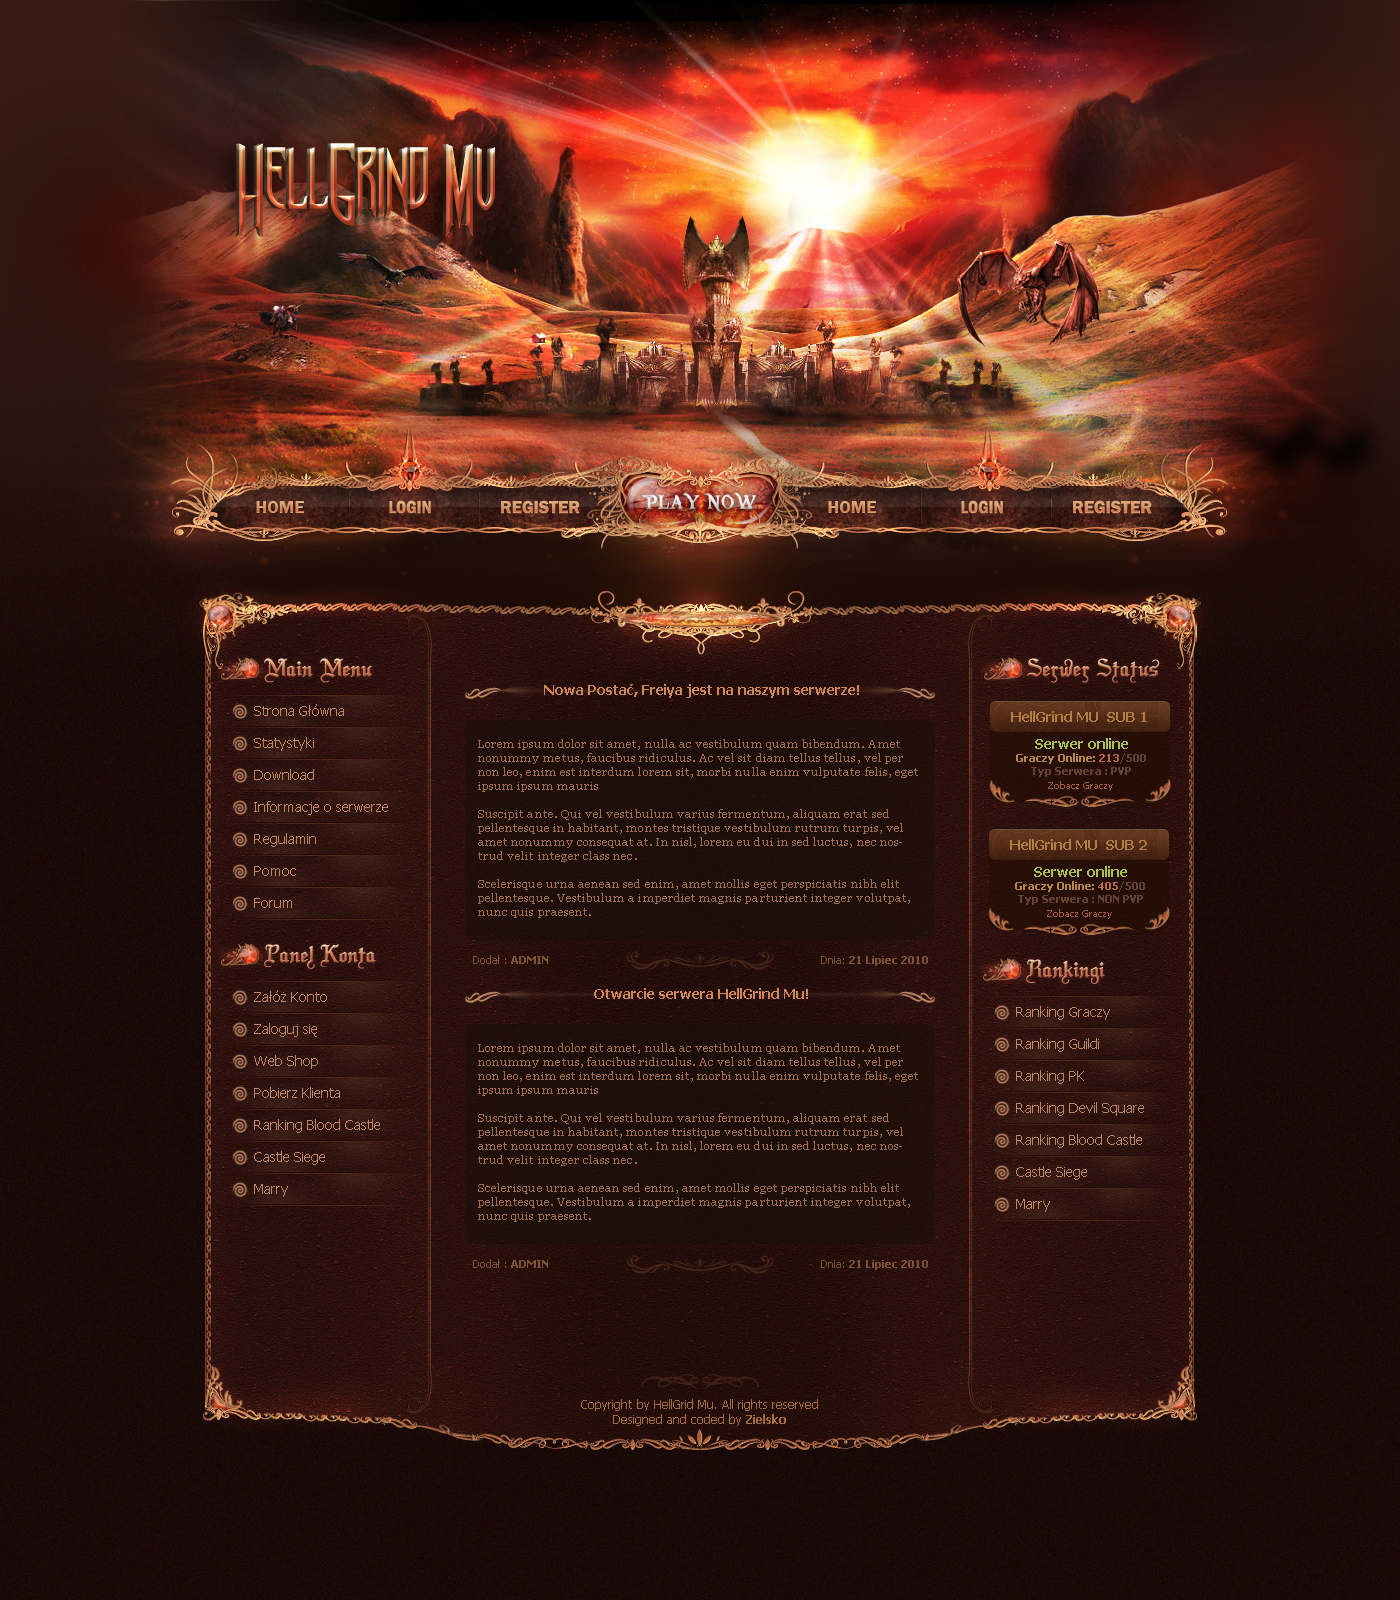 HELLGRIND MU
HOME
LOGIN
REGISTER
PLAY NOW
HOME
LOGIN
REGISTER
Main Menu
Strona Główna
Statystyki
Download
Informacje o serwerze
Regulamin
Pomoc
Forum
Panel Konta
Załóż Konto
Zaloguj się
Web Shop
Pobierz Klienta
Ranking Blood Castle
Castle Siege
Marry
Nowa Postać, Freiya jest na naszym serwerze!
Lorem ipsum dolor sit amet, nulla ac vestibulum quam bibendum. Amet
nonummy metus, faucibus ridiculus. Ac vel sit diam tellus tellus, vel per
non leo, enim est interdum lorem sit, morbi nulla enim vulputate felis, eget
ipsum ipsum mauris
Suscipit ante. Qui vel vestibulum varius fermentum, aliquam erat sed
pellentesque in habitant, montes tristique vestibulum rutrum turpis, vel
amet nonummy consequat at. In nisl, lorem eu dui in sed luctus, nec nos-
trud velit integer class nec.
Scelerisque urna aenean sed enim, amet mollis eget perspiciatis nibh elit
pellentesque. Vestibulum a imperdiet magnis parturient integer volutpat,
nunc quis praesent.
Dodał : ADMIN
Dnia: 21 Lipiec 2010
Otwarcie serwera HellGrind Mu!
Lorem ipsum dolor sit amet, nulla ac vestibulum quam bibendum. Amet
nonummy metus, faucibus ridiculus. Ac vel sit diam tellus tellus, vel per
non leo, enim est interdum lorem sit, morbi nulla enim vulputate felis, eget
ipsum ipsum mauris
Suscipit ante. Qui vel vestibulum varius fermentum, aliquam erat sed
pellentesque in habitant, montes tristique vestibulum rutrum turpis, vel
amet nonummy consequat at. In nisl, lorem eu dui in sed luctus, nec nos-
trud velit integer class nec.
Scelerisque urna aenean sed enim, amet mollis eget perspiciatis nibh elit
pellentesque. Vestibulum a imperdiet magnis parturient integer volutpat,
nunc quis praesent.
Dodał : ADMIN
Dnia: 21 Lipiec 2010
Serwer Status
HellGrind MU SUB 1
Serwer online
Graczy Online: 213/500
Typ Serwera : PVP
Zobacz Graczy
HellGrind MU SUB 2
Serwer online
Graczy Online: 405/500
Typ Serwera : NON PVP
Zobacz Graczy
Rankingi
Ranking Graczy
Ranking Guildi
Ranking PK
Ranking Devil Square
Ranking Blood Castle
Castle Siege
Marry
Copyright by HellGrid Mu. All rights reserved
Designed and coded by Zielsko